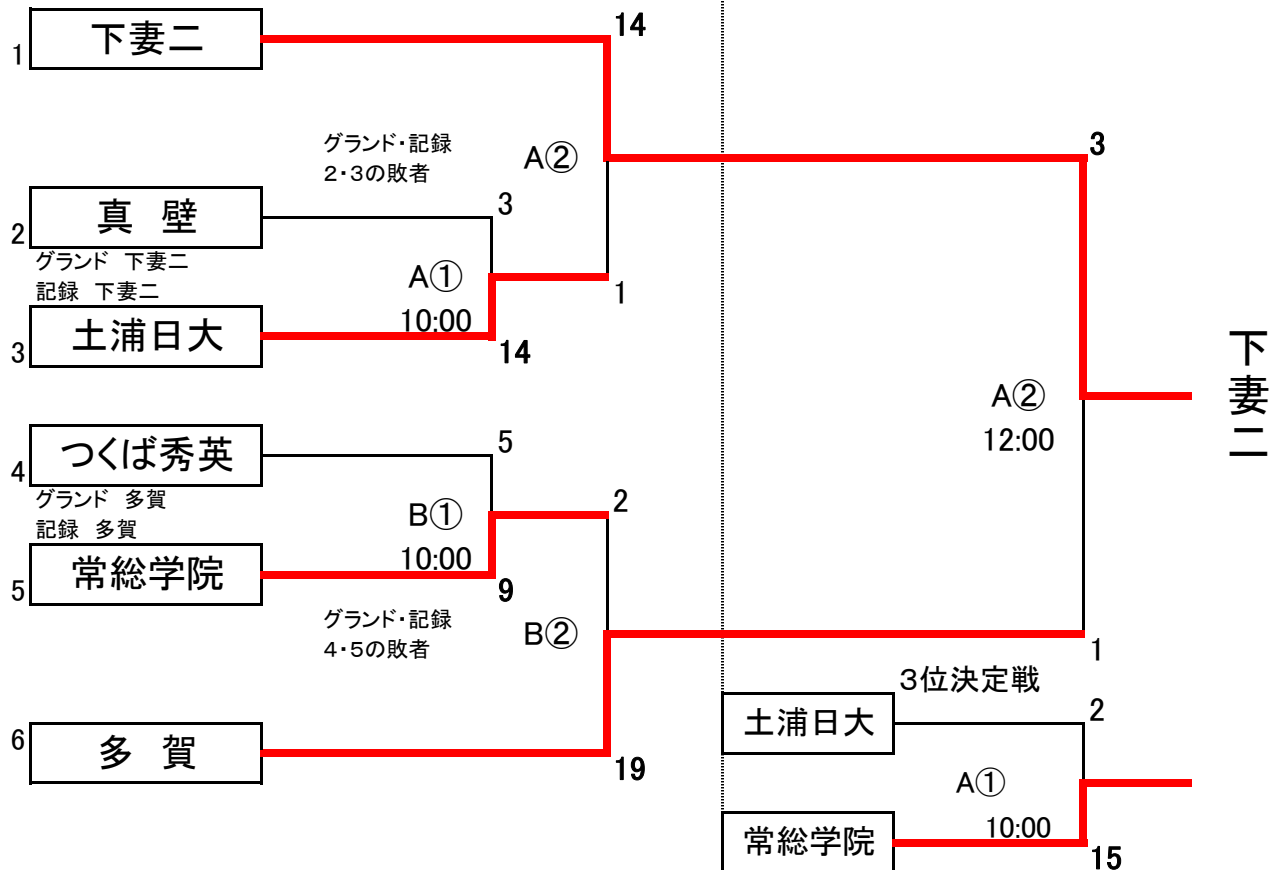 14
1
下妻二
グランド・記録
2・3の敗者
A②
3
2
真 壁
3
グランド 下妻二
記録 下妻二
A①
10:00
1
3
土浦日大
14
下妻二
A②
12:00
4
つくば秀英
5
グランド 多賀
記録 多賀
B①
10:00
2
5
常総学院
9
グランド・記録
4・5の敗者
B②
1
3位決定戦
6
多 賀
19
土浦日大
2
A①
10:00
常総学院
15